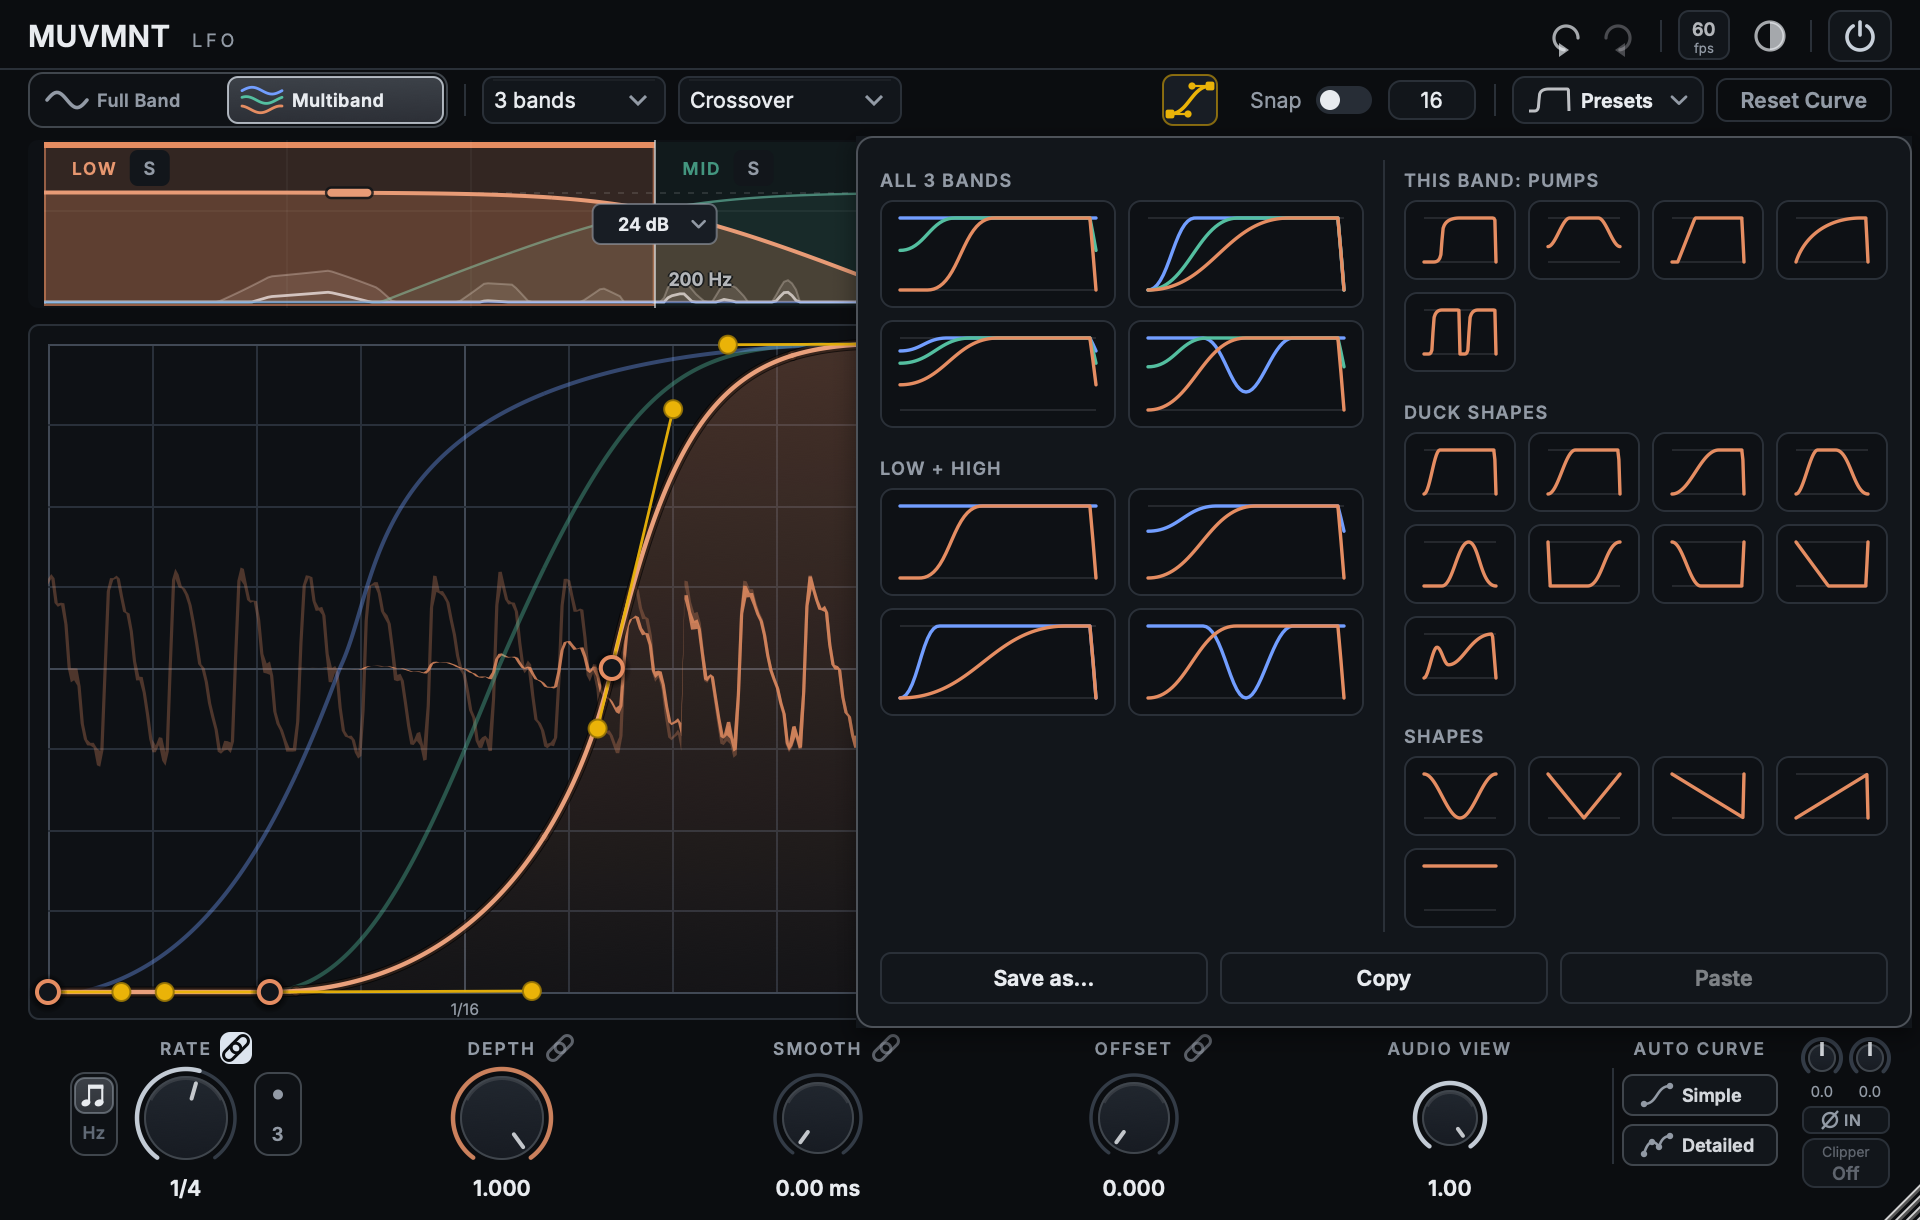 MUVMNT LFO
60
fps
Full Band
Multiband
3 bands
Crossover
Snap
16
Presets
Reset Curve
LOW S
MID S
24 dB
200 Hz
1/16
ALL 3 BANDS
LOW + HIGH
THIS BAND: PUMPS
DUCK SHAPES
SHAPES
Save as...
Copy
Paste
RATE
Hz
3
1/4
DEPTH
1.000
SMOOTH
0.00 ms
OFFSET
0.000
AUDIO VIEW
1.00
AUTO CURVE
Simple
Detailed
0.0 0.0
Ø IN
Clipper
Off